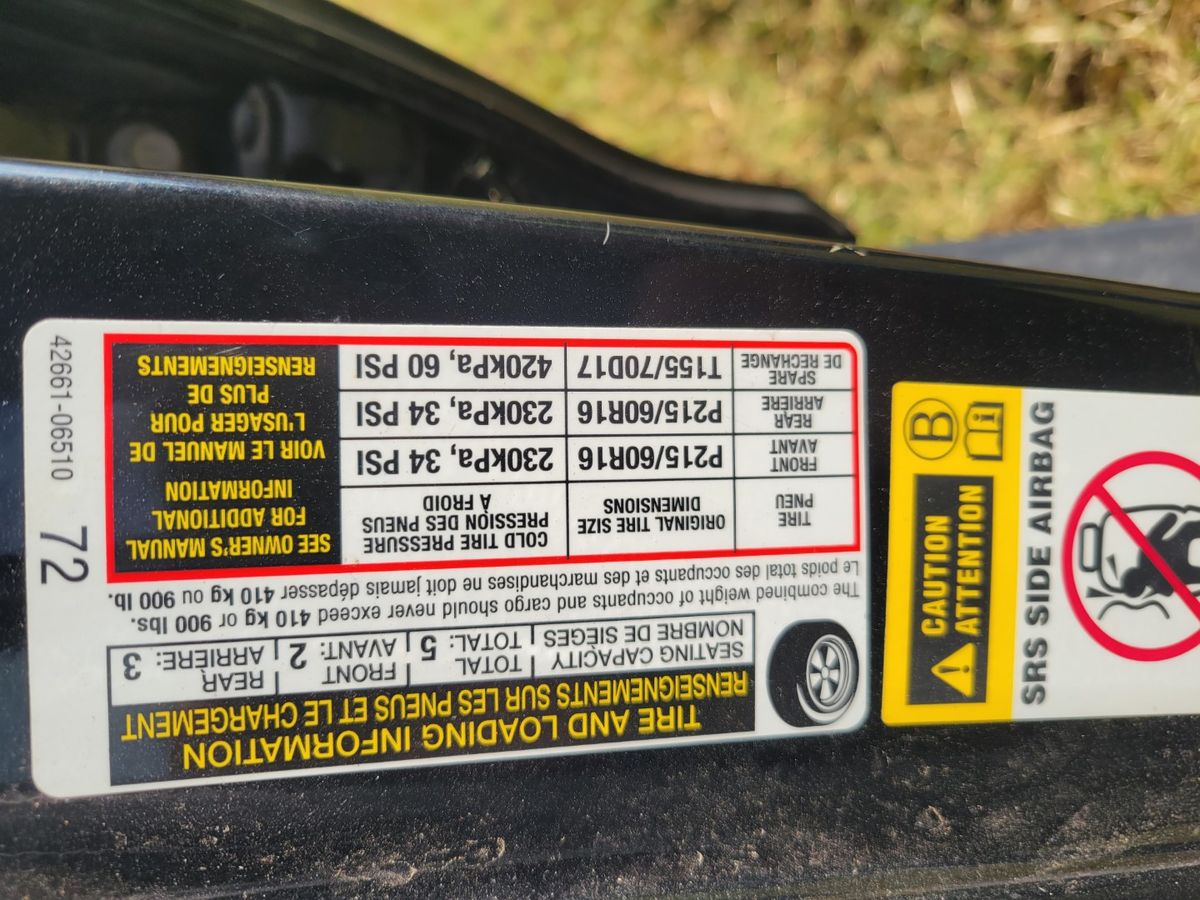 TIRE AND LOADING INFORMATION
RENSEIGNEMENTS SUR LES PNEUS ET LE CHARGEMENT
SEATING CAPACITY
NOMBRE DE SIÈGES
TOTAL
TOTAL: 5
FRONT
AVANT: 2
REAR
ARRIÈRE: 3
The combined weight of occupants and cargo should never exceed 410 kg or 900 lbs.
Le poids total des occupants et des marchandises ne doit jamais dépasser 410 kg ou 900 lb.
TIRE
PNEU
ORIGINAL TIRE SIZE
DIMENSIONS
COLD TIRE PRESSURE
PRESSION DES PNEUS
À FROID
FRONT
AVANT
P215/60R16
230kPa, 34 PSI
REAR
ARRIÈRE
P215/60R16
230kPa, 34 PSI
SPARE
DE RECHANGE
T155/70D17
420kPa, 60 PSI
SEE OWNER'S MANUAL
FOR ADDITIONAL
INFORMATION
VOIR LE MANUEL DE
L'USAGER POUR
PLUS DE
RENSEIGNEMENTS
72
42661-06510
CAUTION
ATTENTION
B
i
SRS SIDE AIRBAG